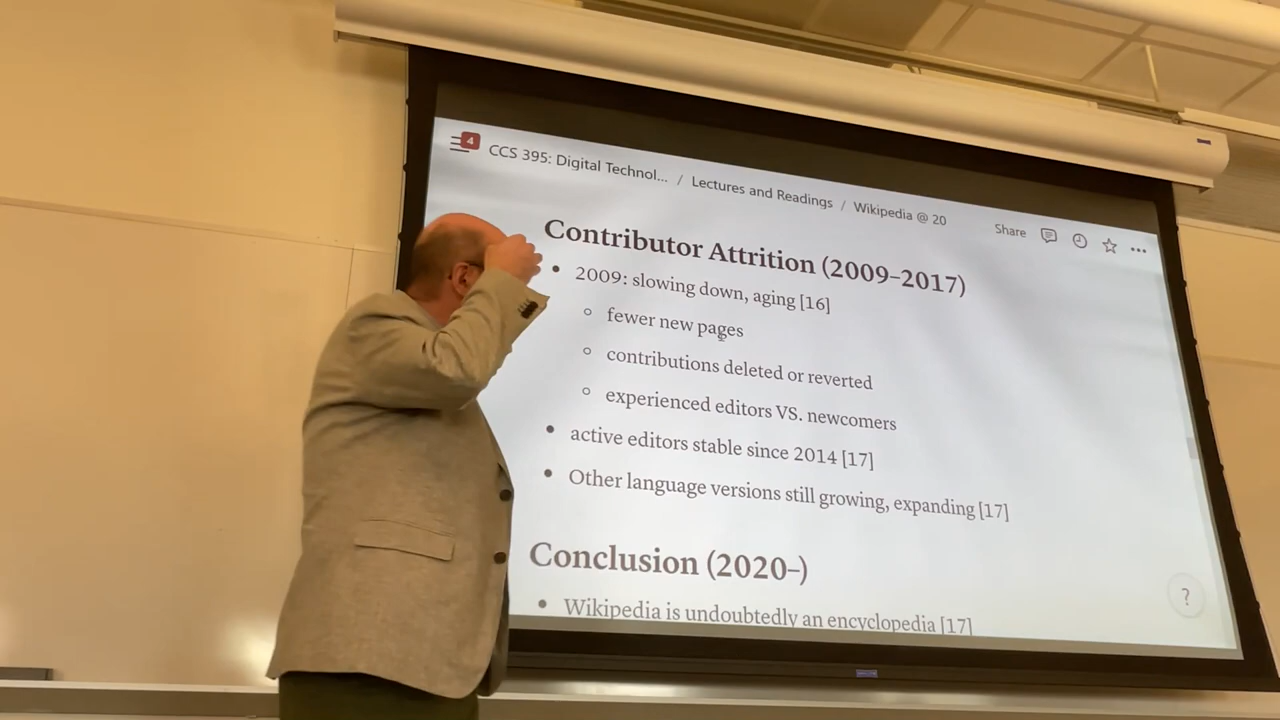 4
CCS 395: Digital Technol... / Lectures and Readings / Wikipedia @ 20
Share
Contributor Attrition (2009–2017)
• 2009: slowing down, aging [16]
○ fewer new pages
○ contributions deleted or reverted
○ experienced editors VS. newcomers
• active editors stable since 2014 [17]
• Other language versions still growing, expanding [17]
Conclusion (2020–)
• Wikipedia is undoubtedly an encyclopedia [17]
?